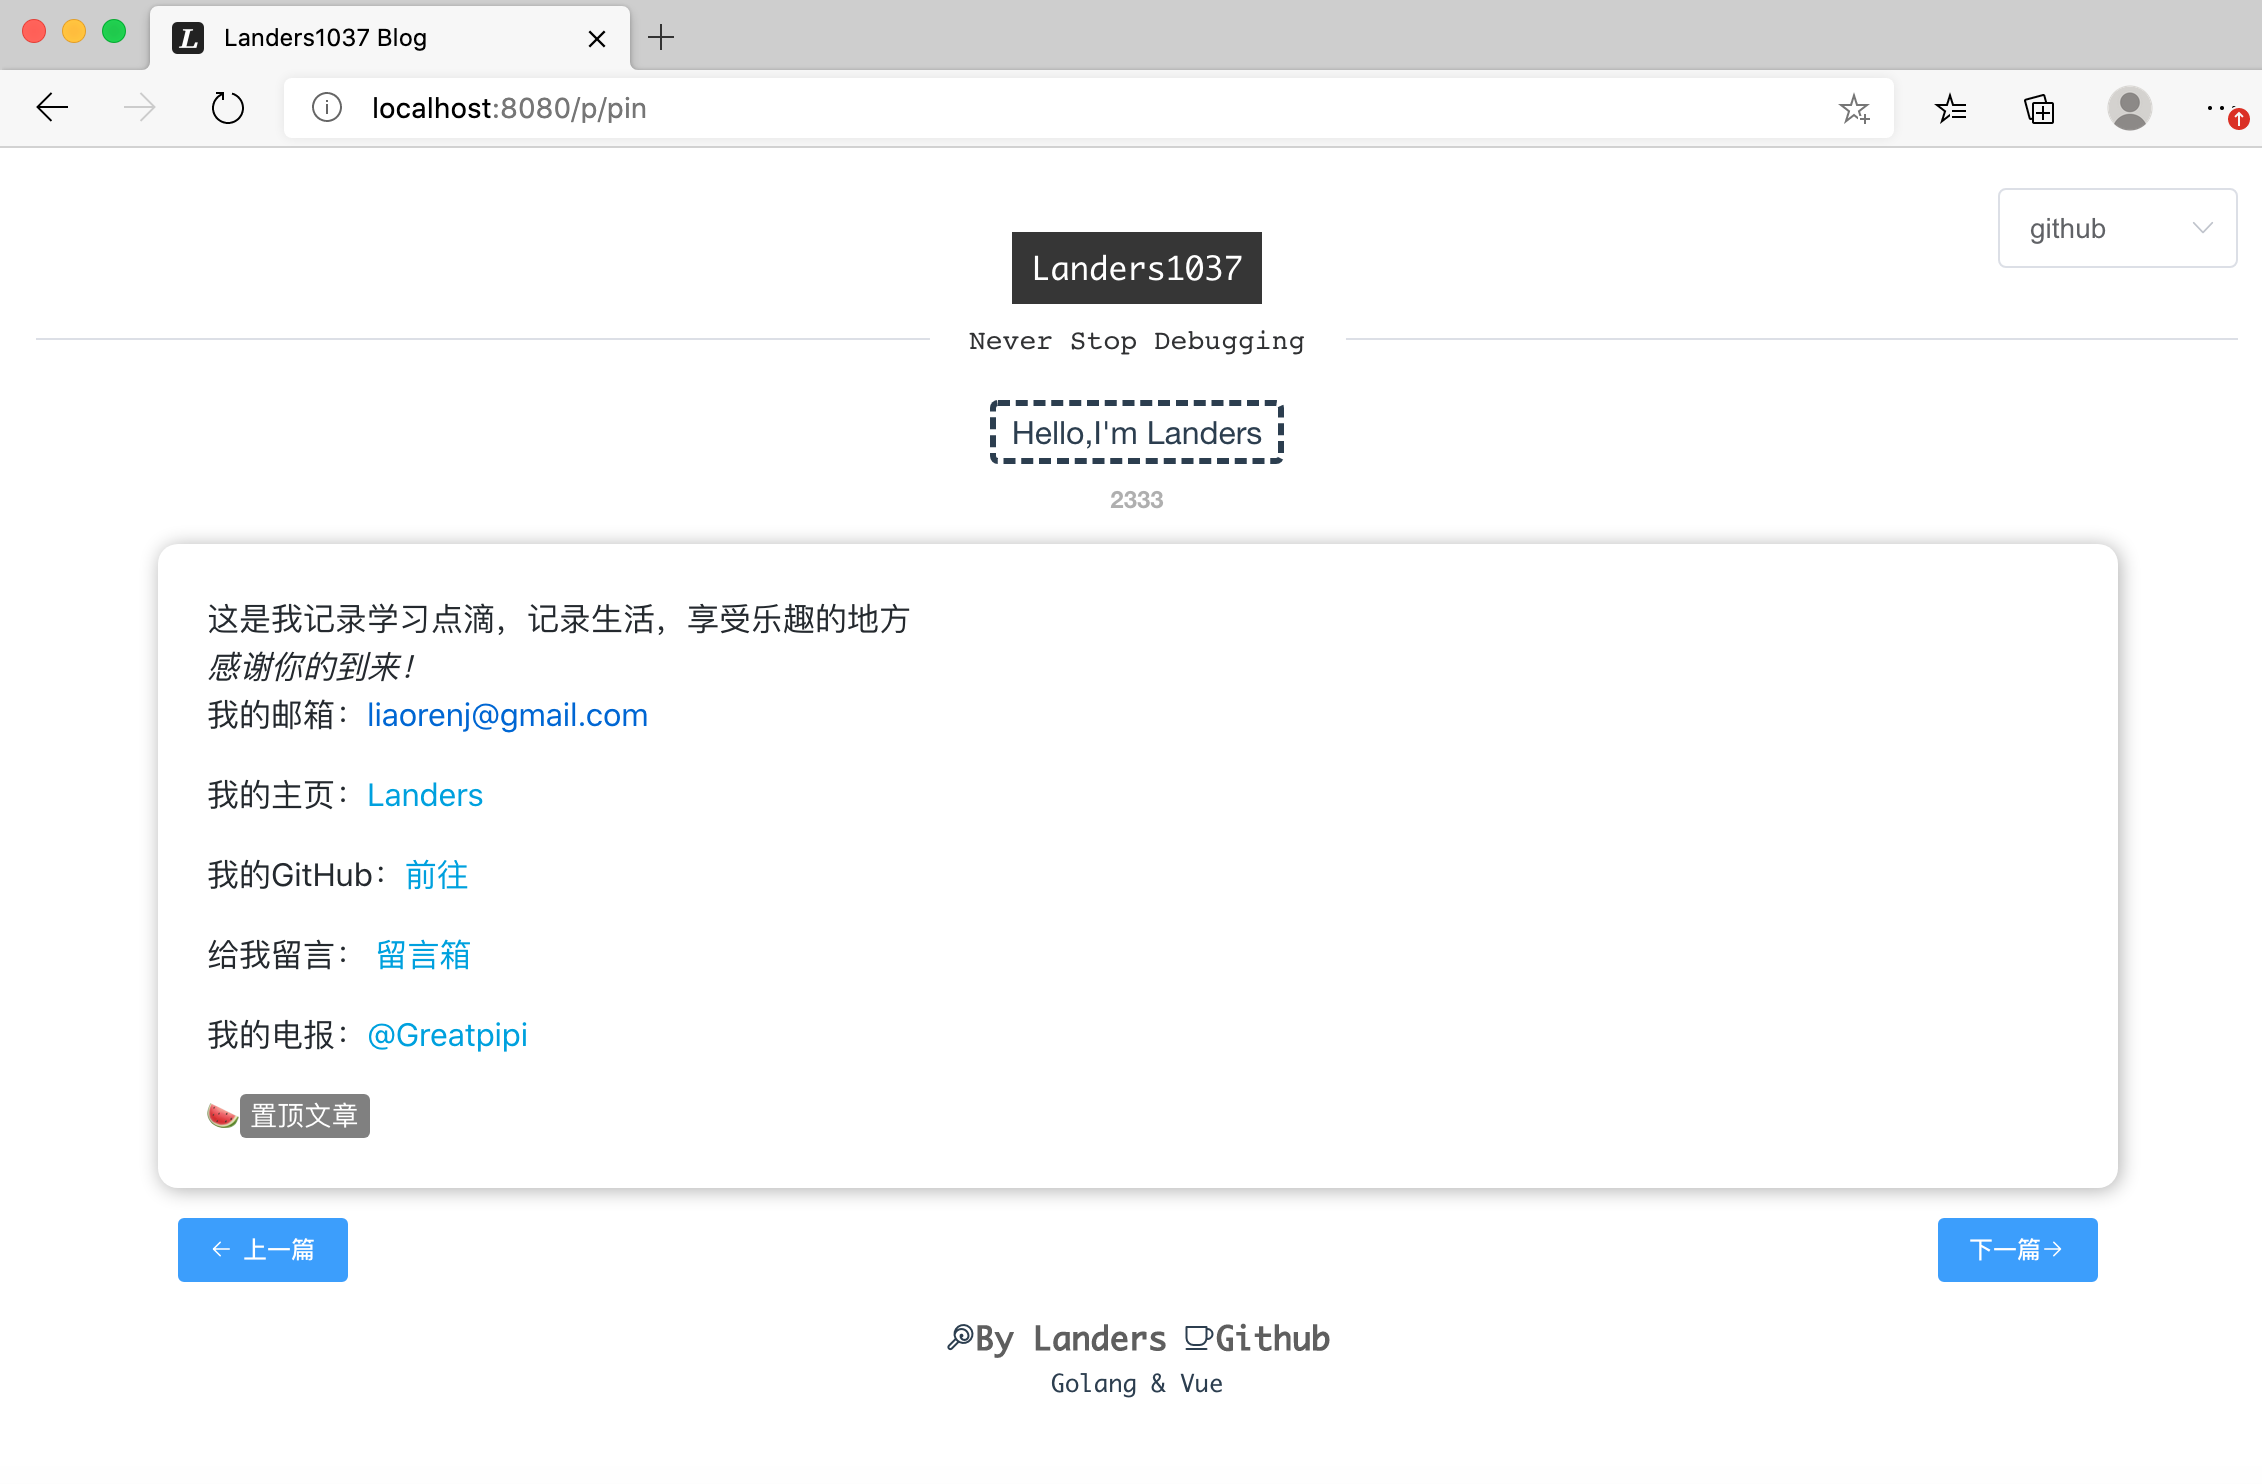 Landers1037 Blog
localhost:8080/p/pin
github
Landers1037
Never Stop Debugging
Hello,I'm Landers
2333
这是我记录学习点滴，记录生活，享受乐趣的地方
感谢你的到来！
我的邮箱：liaorenj@gmail.com
我的主页：Landers
我的GitHub：前往
给我留言： 留言箱
我的电报：@Greatpipi
🍉置顶文章
← 上一篇
下一篇→
By Landers Github
Golang & Vue